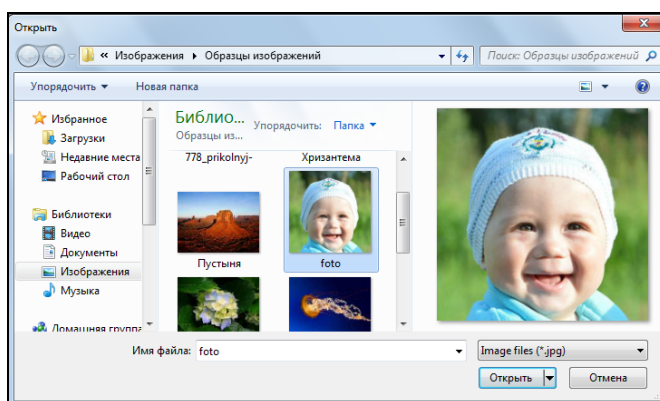 Открыть
« Изображения ▸ Образцы изображений
Поиск: Образцы изображений
Упорядочить
Новая папка
Избранное
Загрузки
Недавние места
Рабочий стол
Библиотеки
Видео
Документы
Изображения
Музыка
Домашняя группа
Библио...
Образцы из...
Упорядочить: Папка
778_prikolnyj-
Хризантема
Пустыня
foto
Имя файла: foto
Image files (*.jpg)
Открыть
Отмена